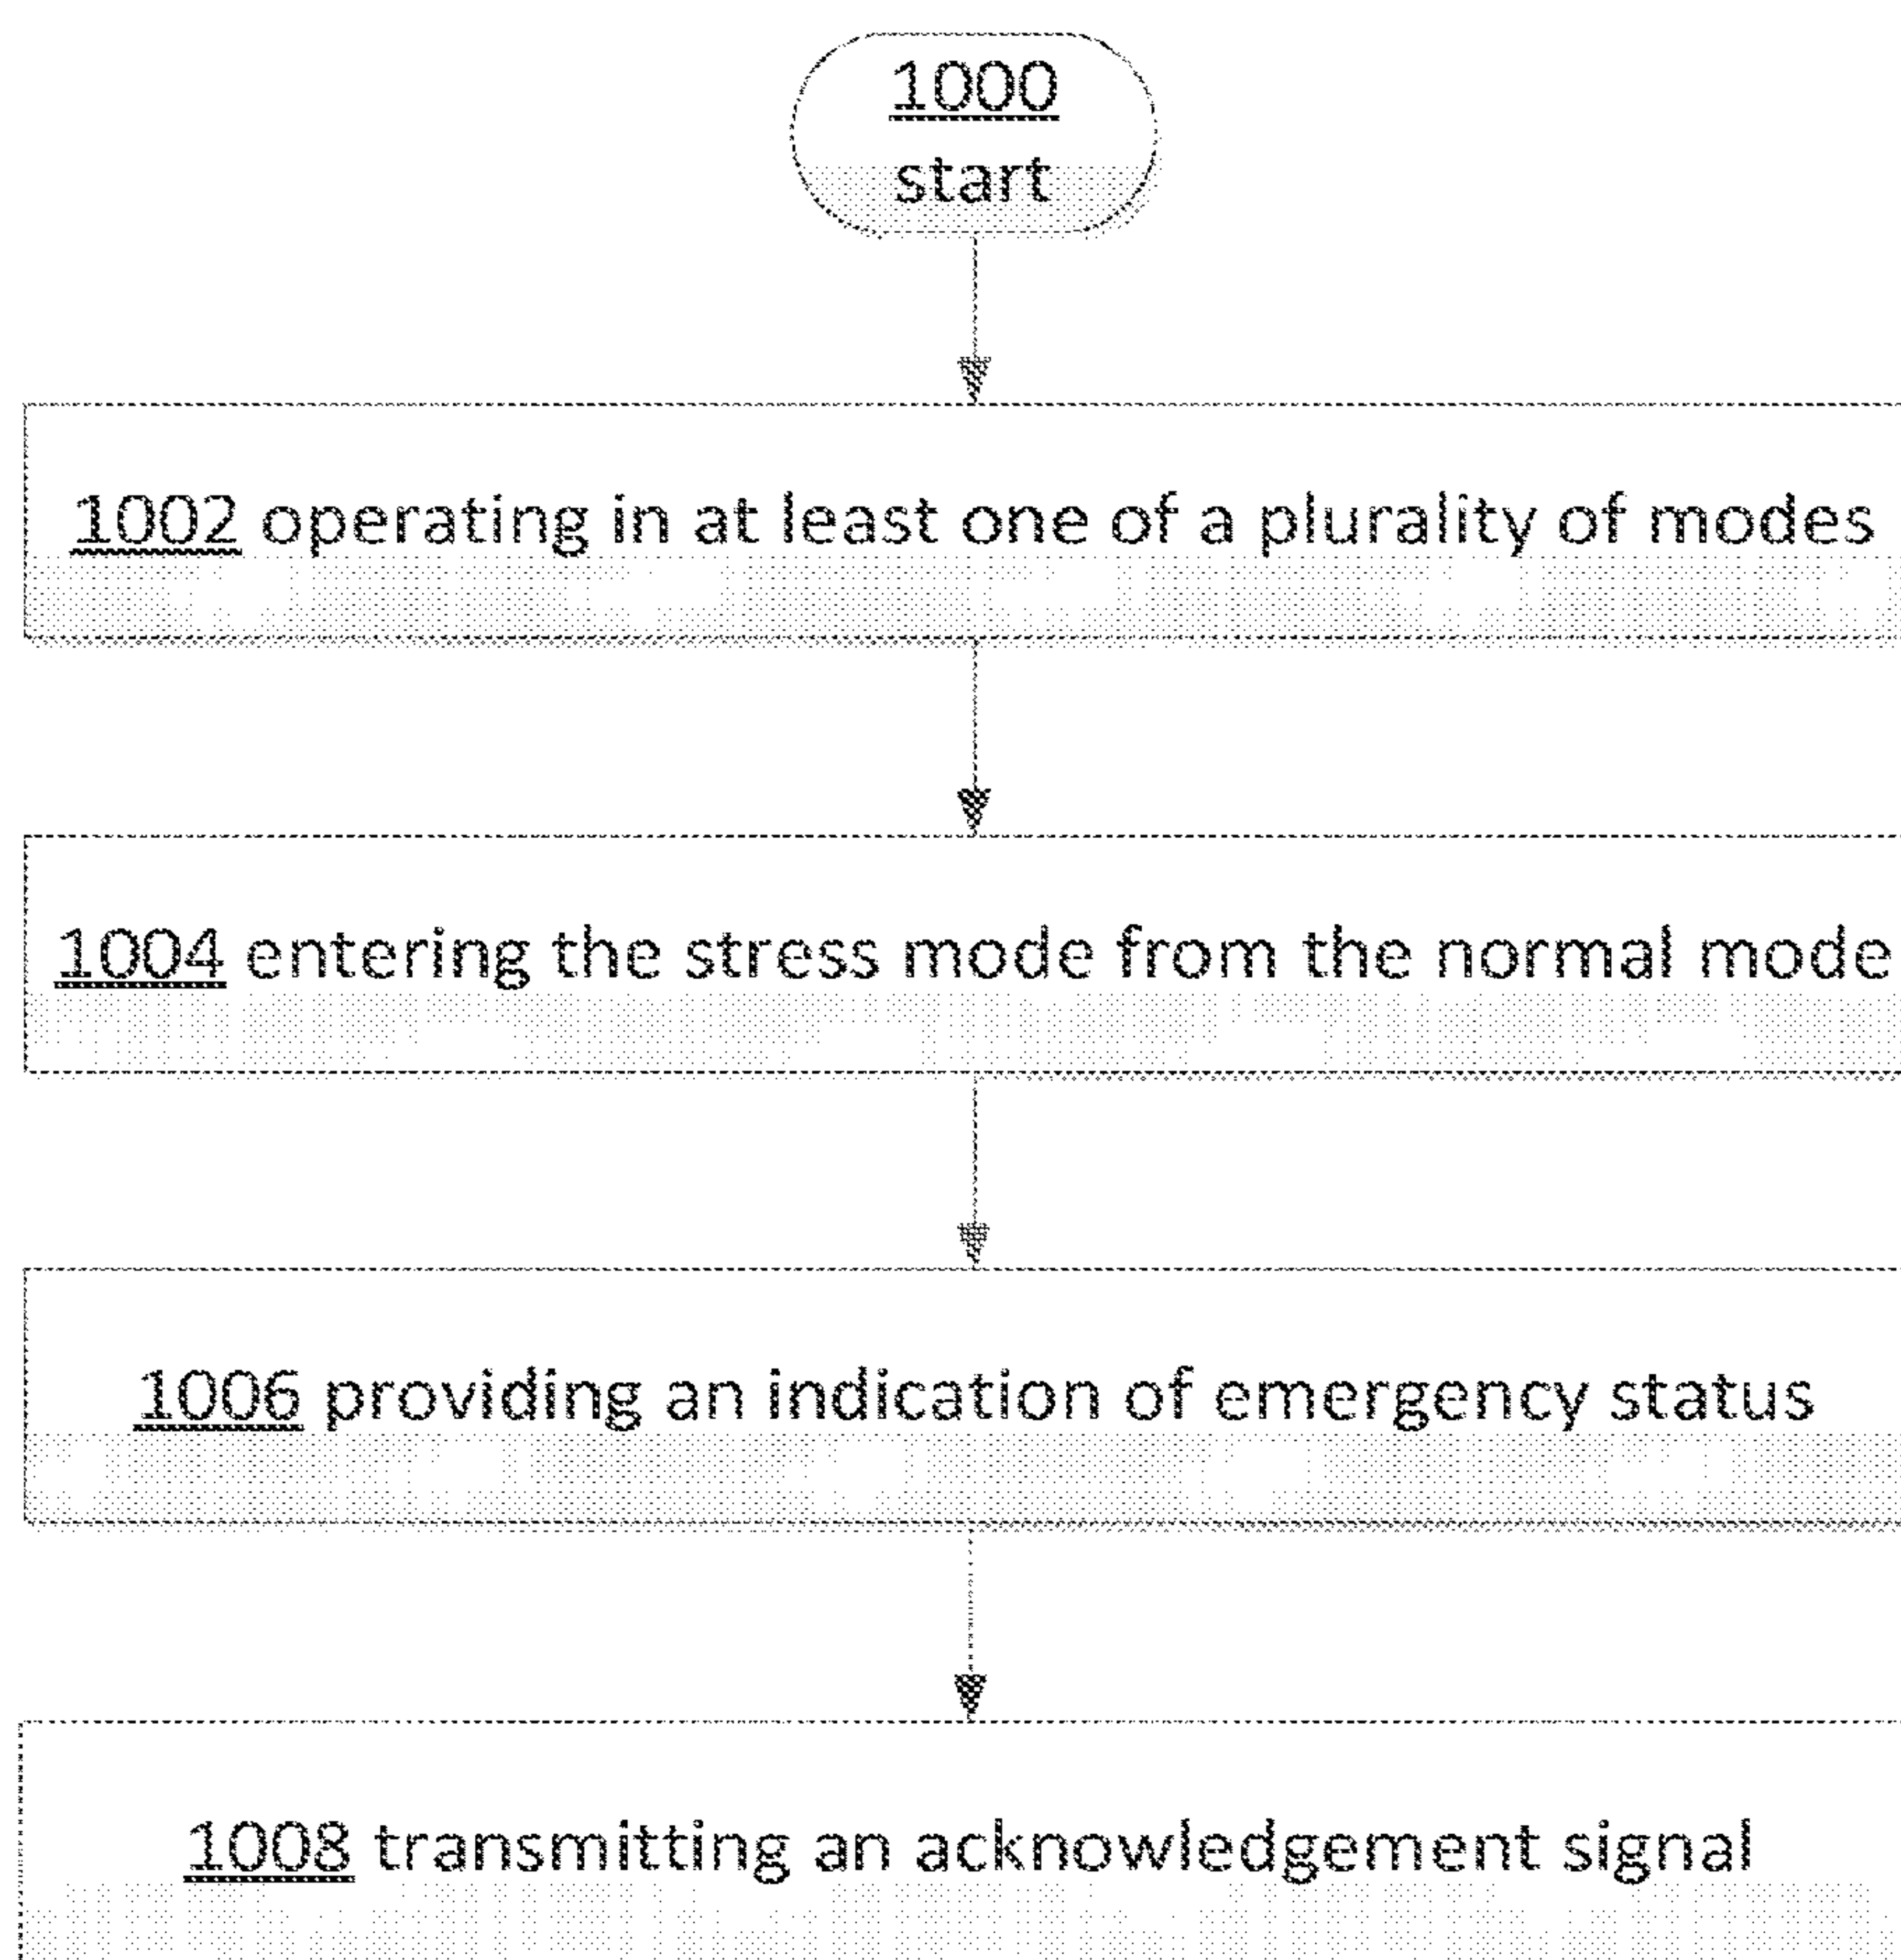 1000
start
1002 operating in at least one of a plurality of modes
1004 entering the stress mode from the normal mode
1006 providing an indication of emergency status
1008 transmitting an acknowledgement signal